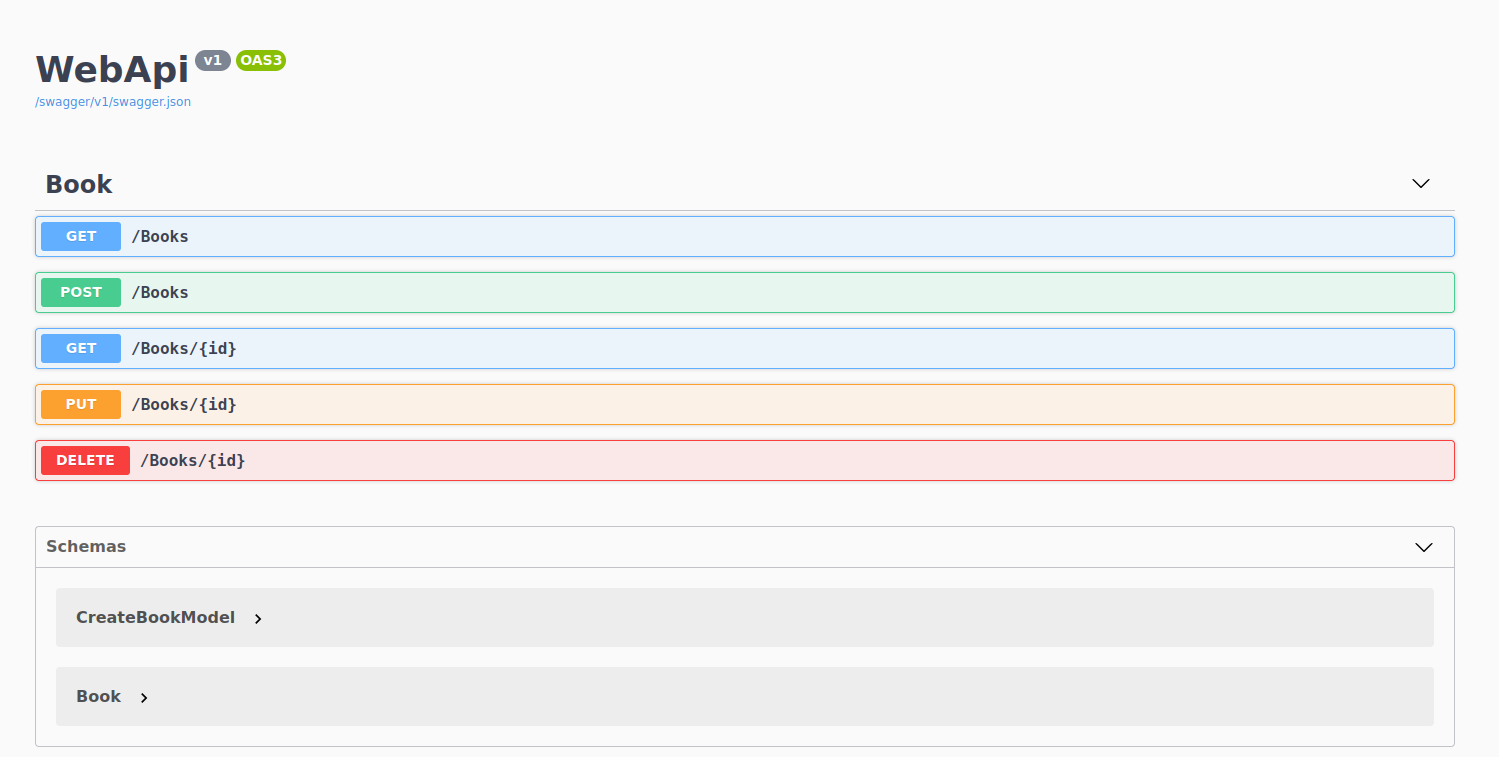 WebApi v1 OAS3
/swagger/v1/swagger.json
Book
GET /Books
POST /Books
GET /Books/{id}
PUT /Books/{id}
DELETE /Books/{id}
Schemas
CreateBookModel
Book